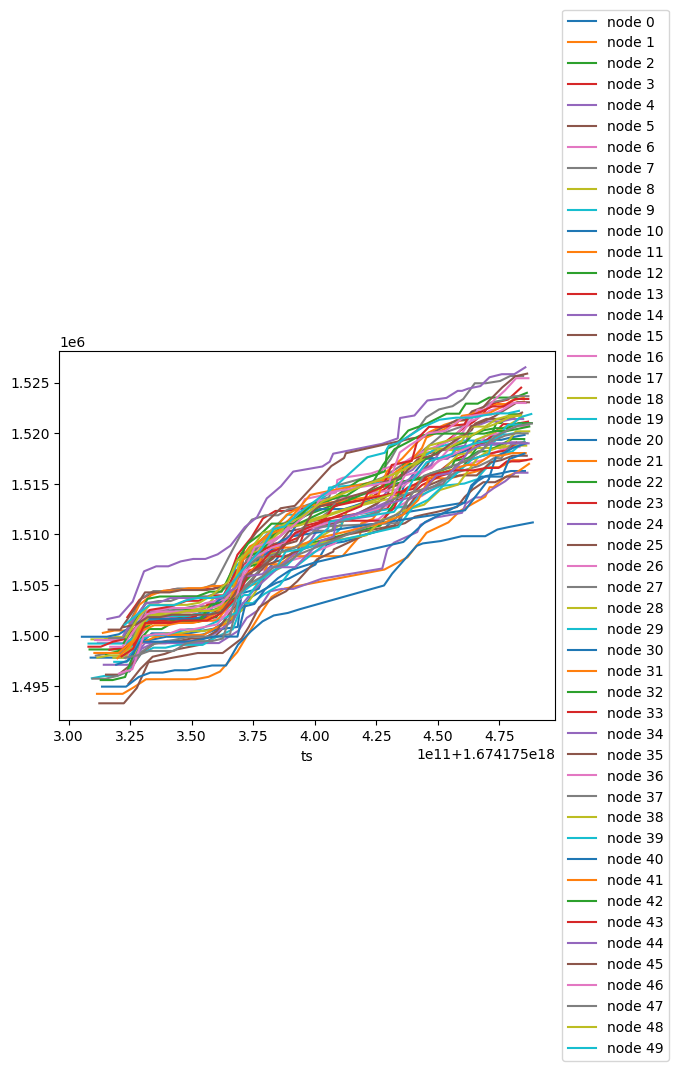 1e6
1.525
1.520
1.515
1.510
1.505
1.500
1.495
3.00 3.25 3.50 3.75 4.00 4.25 4.50 4.75
1e11+1.674175e18
ts
node 0
node 1
node 2
node 3
node 4
node 5
node 6
node 7
node 8
node 9
node 10
node 11
node 12
node 13
node 14
node 15
node 16
node 17
node 18
node 19
node 20
node 21
node 22
node 23
node 24
node 25
node 26
node 27
node 28
node 29
node 30
node 31
node 32
node 33
node 34
node 35
node 36
node 37
node 38
node 39
node 40
node 41
node 42
node 43
node 44
node 45
node 46
node 47
node 48
node 49